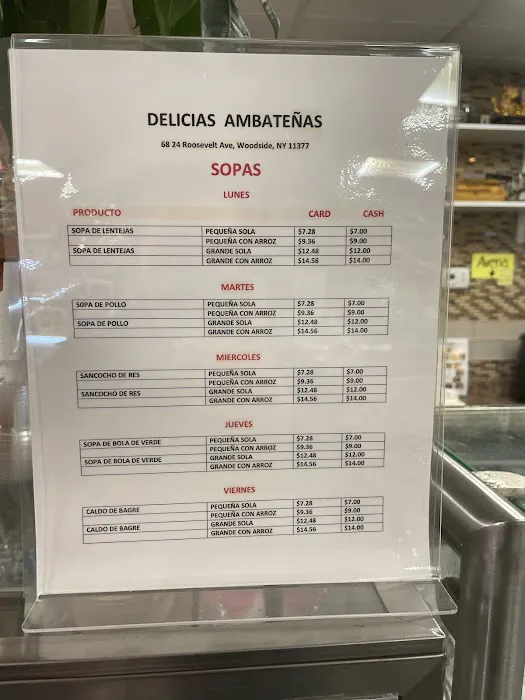 DELICIAS AMBATEÑAS
68 24 Roosevelt Ave, Woodside, NY 11377
SOPAS
LUNES
PRODUCTO CARD CASH
SOPA DE LENTEJAS PEQUEÑA SOLA $7.28 $7.00
PEQUEÑA CON ARROZ $9.36 $9.00
SOPA DE LENTEJAS GRANDE SOLA $12.48 $12.00
GRANDE CON ARROZ $14.56 $14.00
MARTES
SOPA DE POLLO PEQUEÑA SOLA $7.28 $7.00
PEQUEÑA CON ARROZ $9.36 $9.00
SOPA DE POLLO GRANDE SOLA $12.48 $12.00
GRANDE CON ARROZ $14.56 $14.00
MIERCOLES
SANCOCHO DE RES PEQUEÑA SOLA $7.28 $7.00
PEQUEÑA CON ARROZ $9.36 $9.00
SANCOCHO DE RES GRANDE SOLA $12.48 $12.00
GRANDE CON ARROZ $14.56 $14.00
JUEVES
SOPA DE BOLA DE VERDE PEQUEÑA SOLA $7.28 $7.00
PEQUEÑA CON ARROZ $9.36 $9.00
SOPA DE BOLA DE VERDE GRANDE SOLA $12.48 $12.00
GRANDE CON ARROZ $14.56 $14.00
VIERNES
CALDO DE BAGRE PEQUEÑA SOLA $7.28 $7.00
PEQUEÑA CON ARROZ $9.36 $9.00
CALDO DE BAGRE GRANDE SOLA $12.48 $12.00
GRANDE CON ARROZ $14.56 $14.00